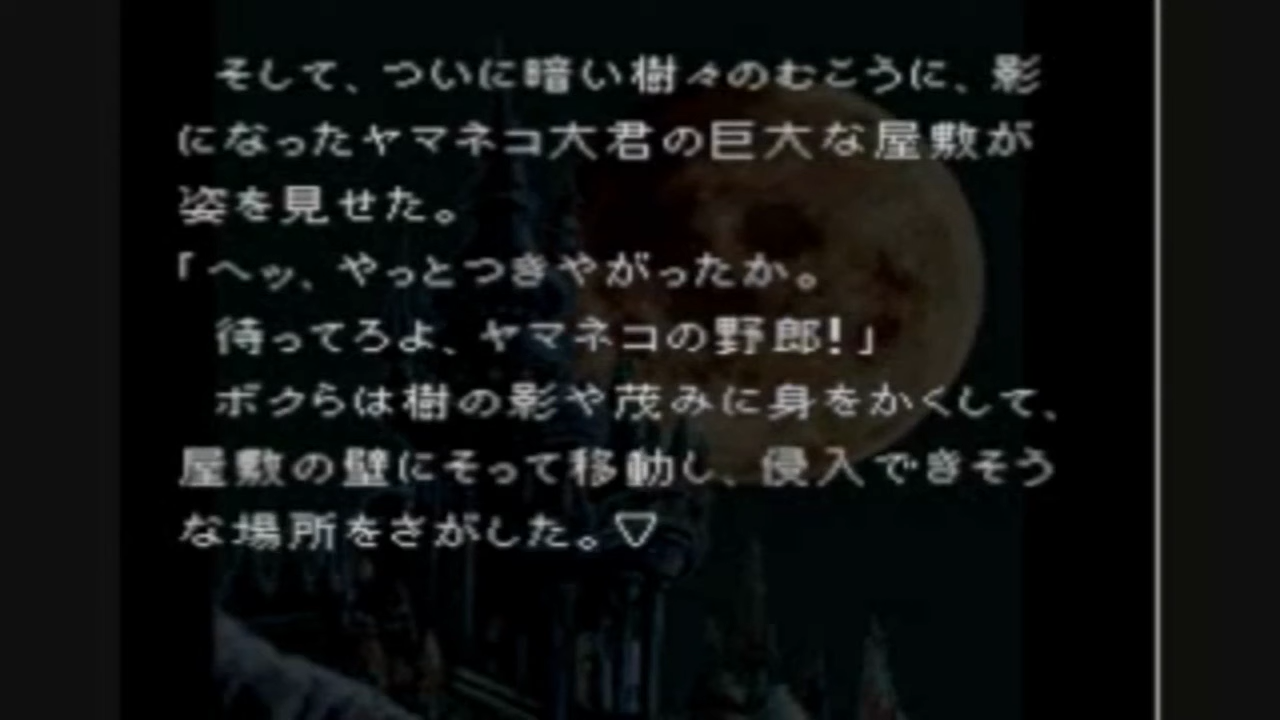 そして、ついに暗い樹々のむこうに、影
になったヤマネコ大君の巨大な屋敷が
姿を見せた。
「ヘッ、やっとつきやがったか。
待ってろよ、ヤマネコの野郎!」
ボクらは樹の影や茂みに身をかくして、
屋敷の壁にそって移動し、侵入できそう
な場所をさがした。▽